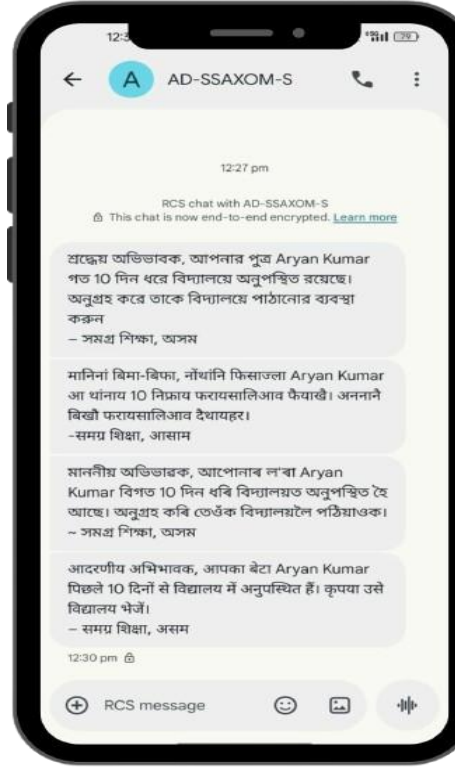 12:3
79
A
AD-SSAXOM-S
12:27 pm
RCS chat with AD-SSAXOM-S
This chat is now end-to-end encrypted. Learn more
শ্রদ্ধেয় অভিভাবক, আপনার পুত্র Aryan Kumar
গত 10 দিন ধরে বিদ্যালয়ে অনুপস্থিত রয়েছে।
অনুগ্রহ করে তাকে বিদ্যালয়ে পাঠানোর ব্যবস্থা
করুন
– সমগ্র শিক্ষা, অসম
मानिनां बिमा-बिफा, नोंथांनि फिसाज्ला Aryan Kumar
आ थांनाय 10 निफ्राय फरायसालिआव फैयाखै। अननानै
बिखौ फरायसालिआव दैथायहर।
-समग्र शिक्षा, आसाम
মাননীয় অভিভাৱক, আপোনাৰ ল'ৰা Aryan
Kumar বিগত 10 দিন ধৰি বিদ্যালয়ত অনুপস্থিত হৈ
আছে। অনুগ্রহ কৰি তেওঁক বিদ্যালয়লৈ পঠিয়াওক।
~ সমগ্র শিক্ষা, অসম
आदरणीय अभिभावक, आपका बेटा Aryan Kumar
पिछले 10 दिनों से विद्यालय में अनुपस्थित हैं। कृपया उसे
विद्यालय भेजें।
– समग्र शिक्षा, असम
12:30 pm
RCS message